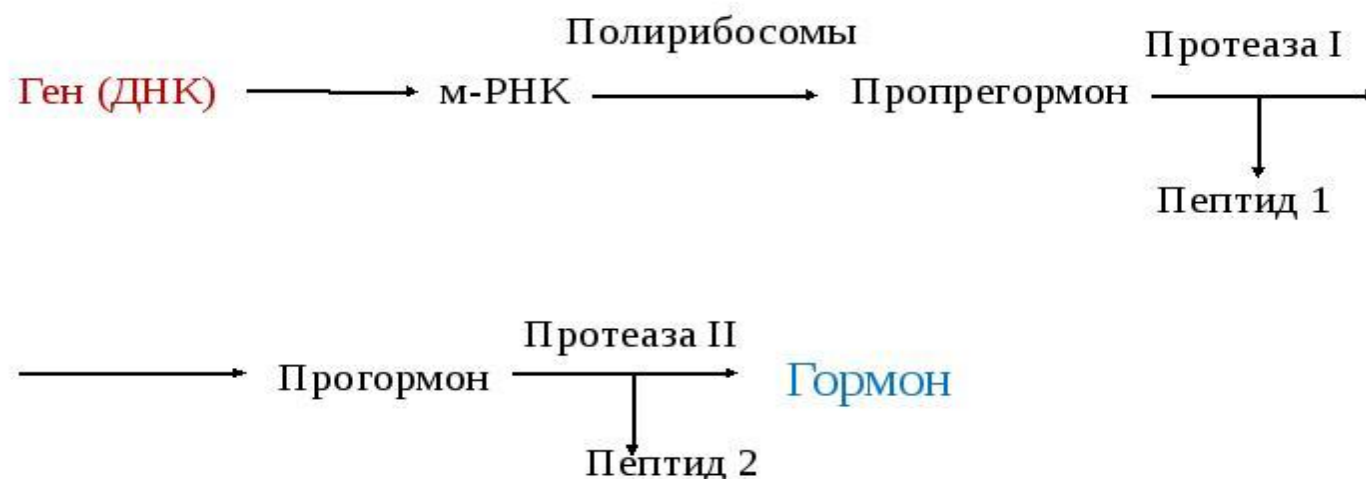 Полирибосомы
Протеаза I
Ген (ДНК) м-РНК Пропрегормон
Пептид 1
Протеаза II
Прогормон Гормон
Пептид 2